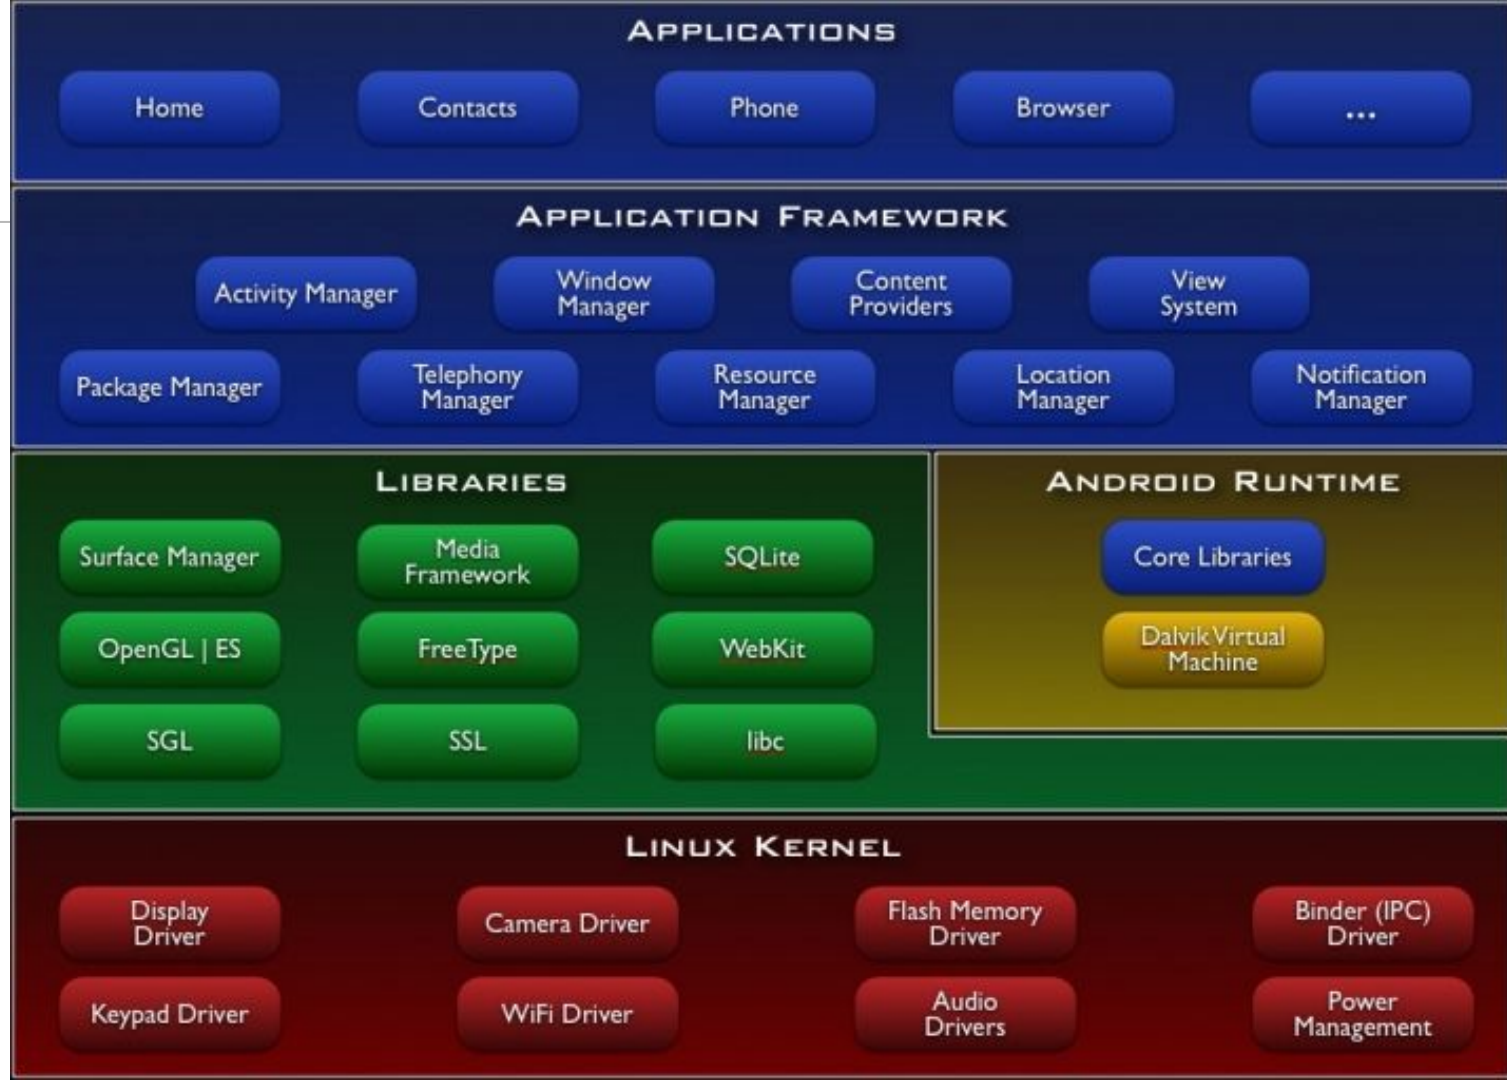 APPLICATIONS
Home
Contacts
Phone
Browser
...
APPLICATION FRAMEWORK
Activity Manager
Window
Manager
Content
Providers
View
System
Package Manager
Telephony
Manager
Resource
Manager
Location
Manager
Notification
Manager
LIBRARIES
Surface Manager
Media
Framework
SQLite
OpenGL | ES
FreeType
WebKit
SGL
SSL
libc
ANDROID RUNTIME
Core Libraries
Dalvik Virtual
Machine
LINUX KERNEL
Display
Driver
Camera Driver
Flash Memory
Driver
Binder (IPC)
Driver
Keypad Driver
WiFi Driver
Audio
Drivers
Power
Management